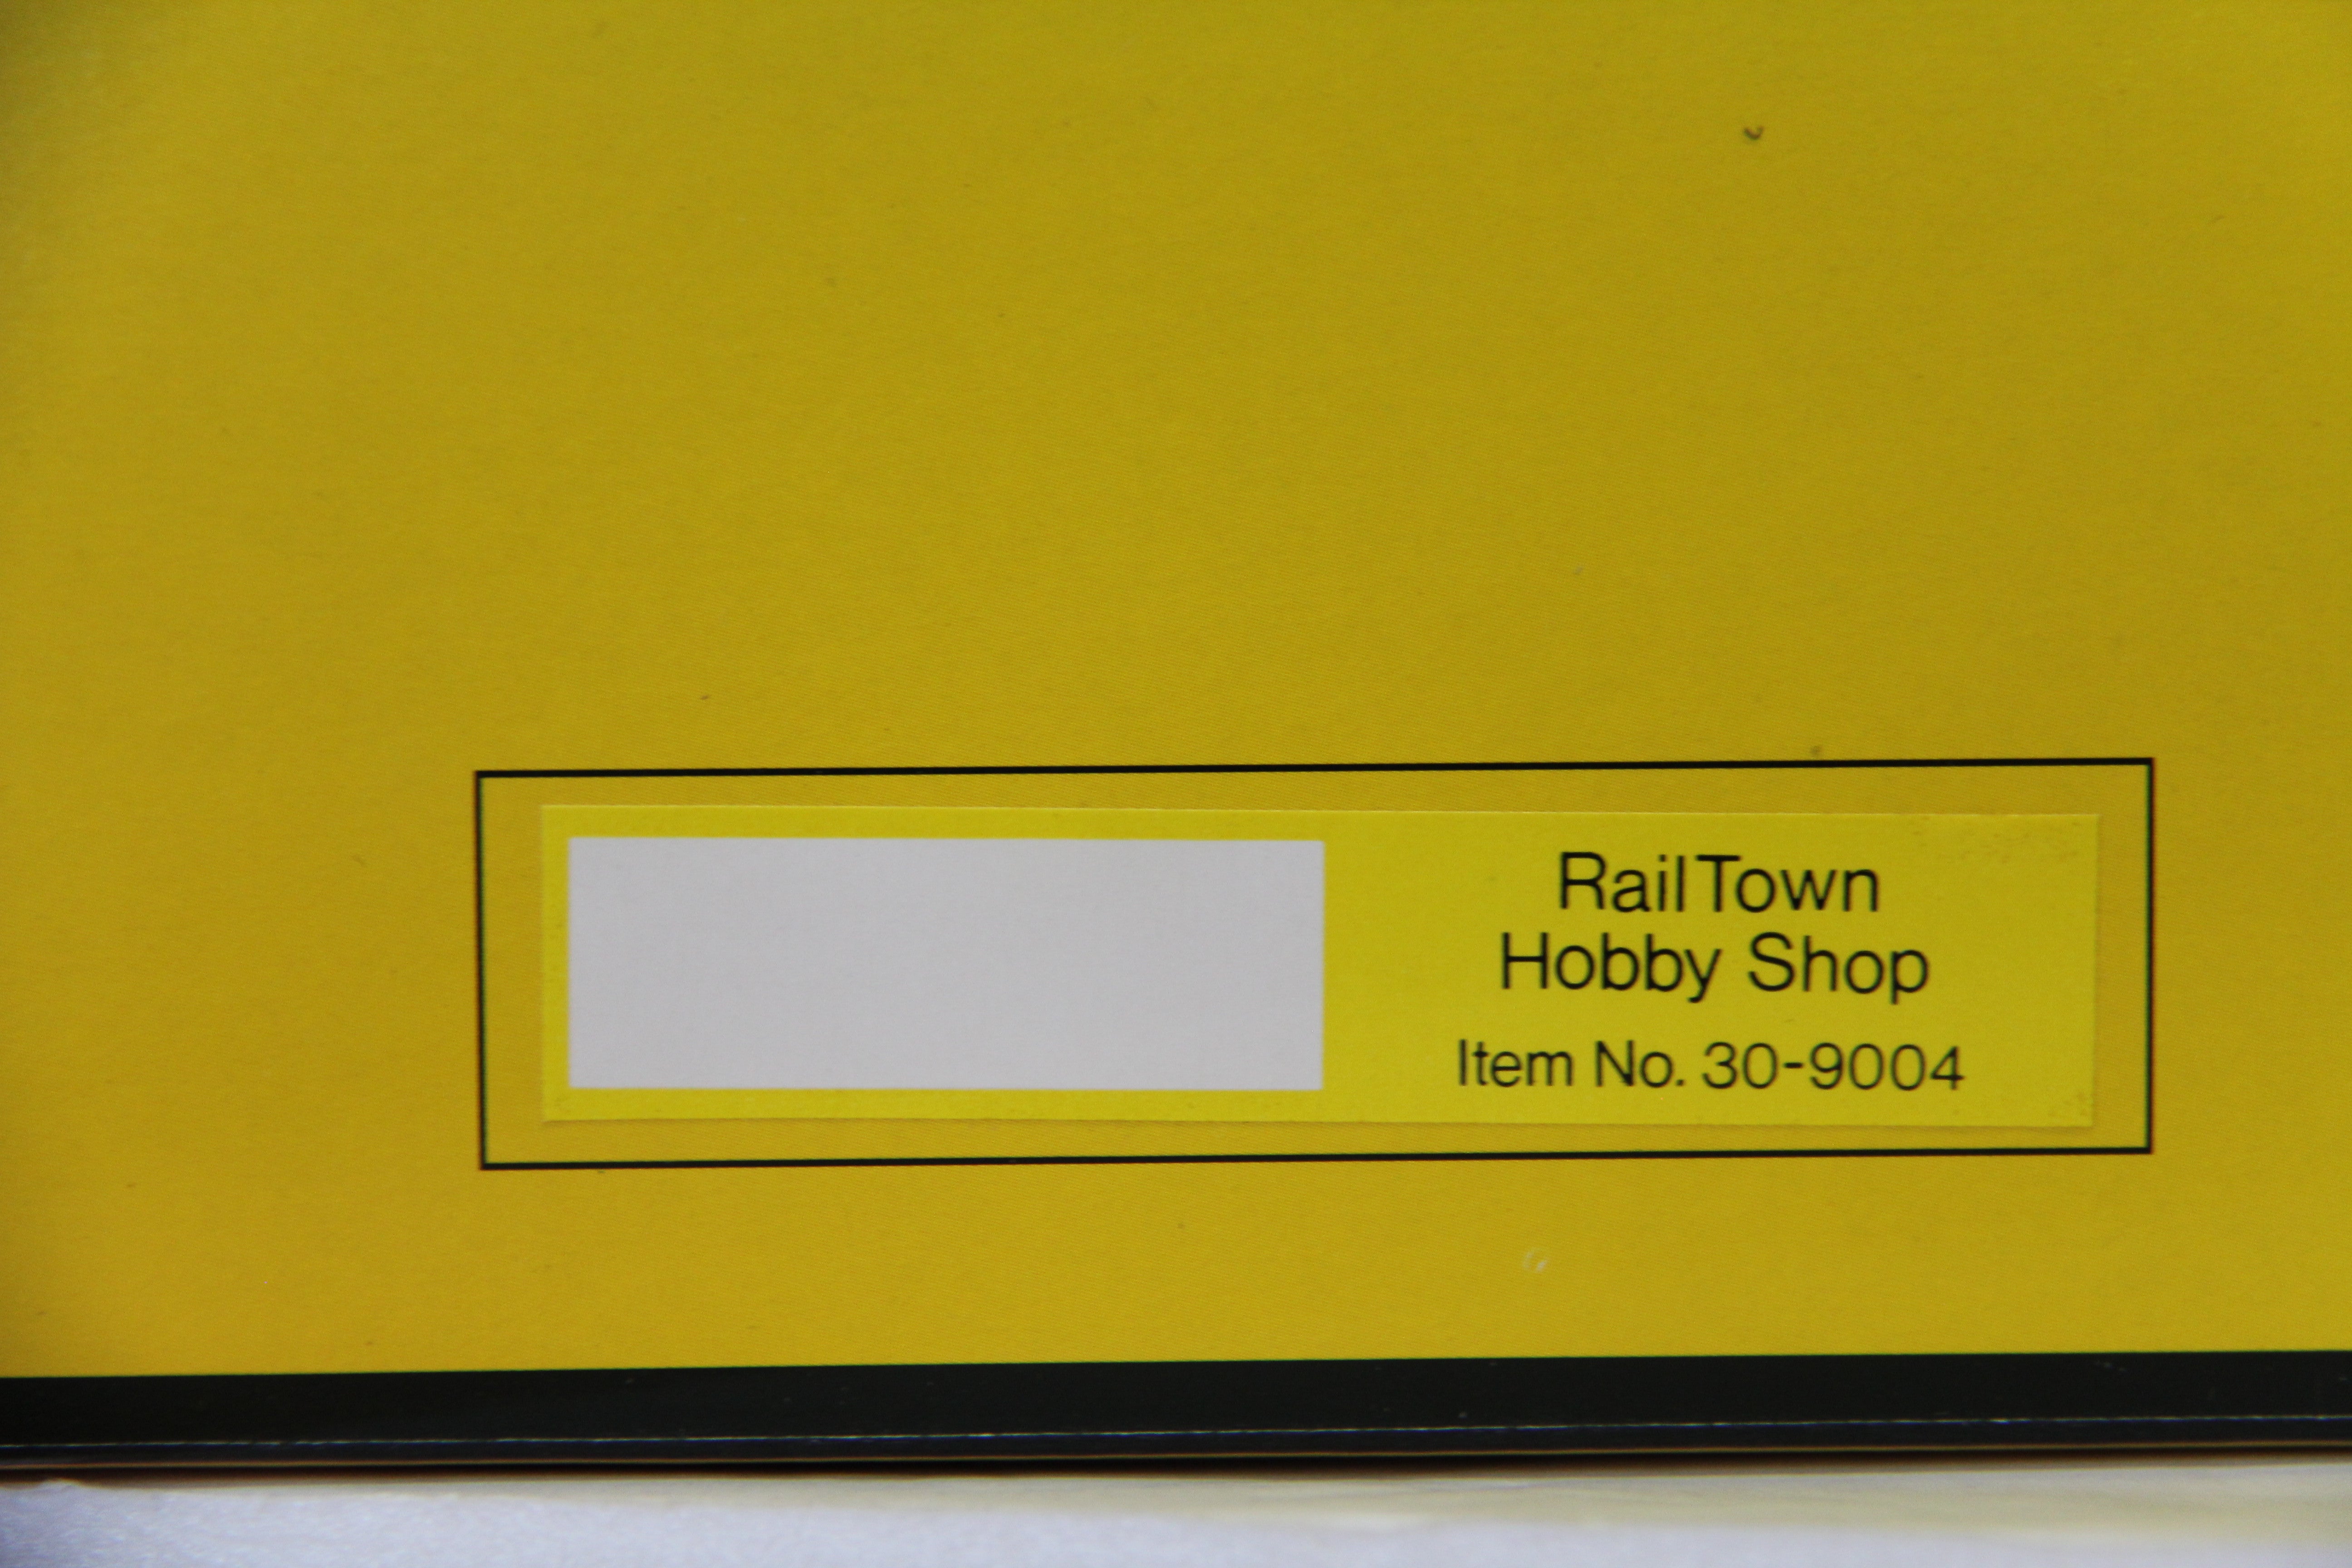 RailTown
Hobby Shop
Item No. 30-9004